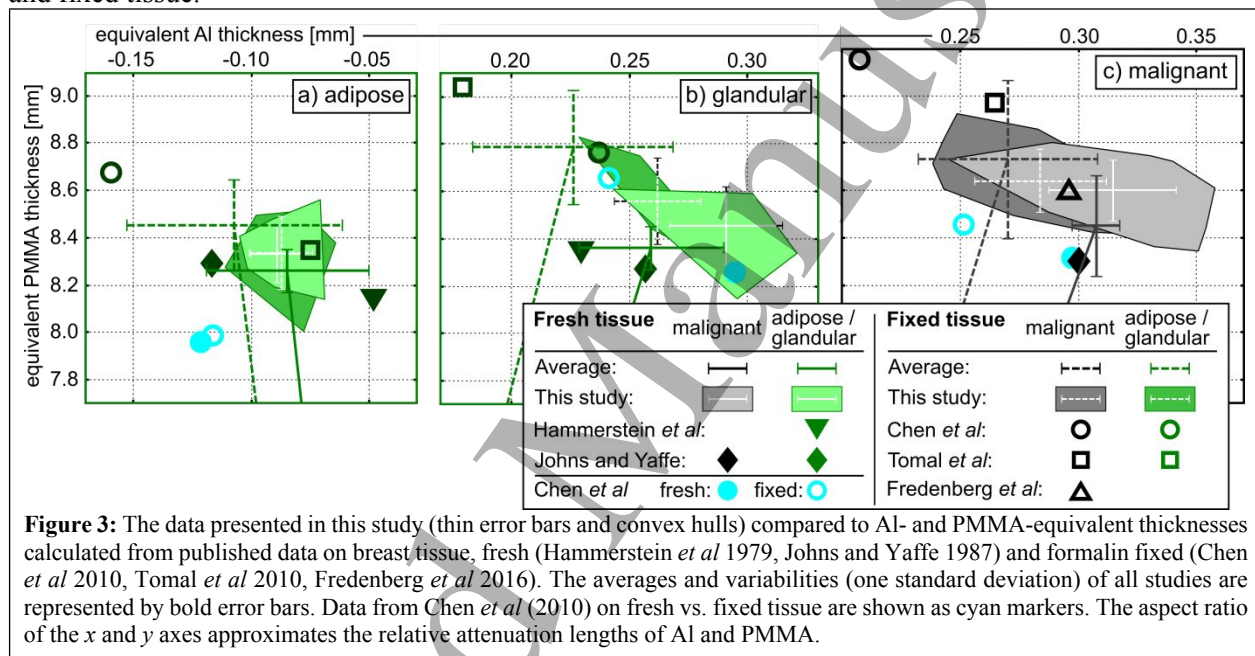 and fixed tissue.
equivalent Al thickness [mm]
-0.15 -0.10 -0.05 0.20 0.25 0.30 0.25 0.30 0.35
a) adipose b) glandular c) malignant
equivalent PMMA thickness [mm]
9.0
8.8
8.6
8.4
8.2
8.0
7.8
Fresh tissue malignant adipose / glandular
Average:
This study:
Hammerstein et al:
Johns and Yaffe:
Chen et al fresh: fixed:
Fixed tissue malignant adipose / glandular
Average:
This study:
Chen et al:
Tomal et al:
Fredenberg et al:
Figure 3: The data presented in this study (thin error bars and convex hulls) compared to Al- and PMMA-equivalent thicknesses
calculated from published data on breast tissue, fresh (Hammerstein et al 1979, Johns and Yaffe 1987) and formalin fixed (Chen
et al 2010, Tomal et al 2010, Fredenberg et al 2016). The averages and variabilities (one standard deviation) of all studies are
represented by bold error bars. Data from Chen et al (2010) on fresh vs. fixed tissue are shown as cyan markers. The aspect ratio
of the x and y axes approximates the relative attenuation lengths of Al and PMMA.